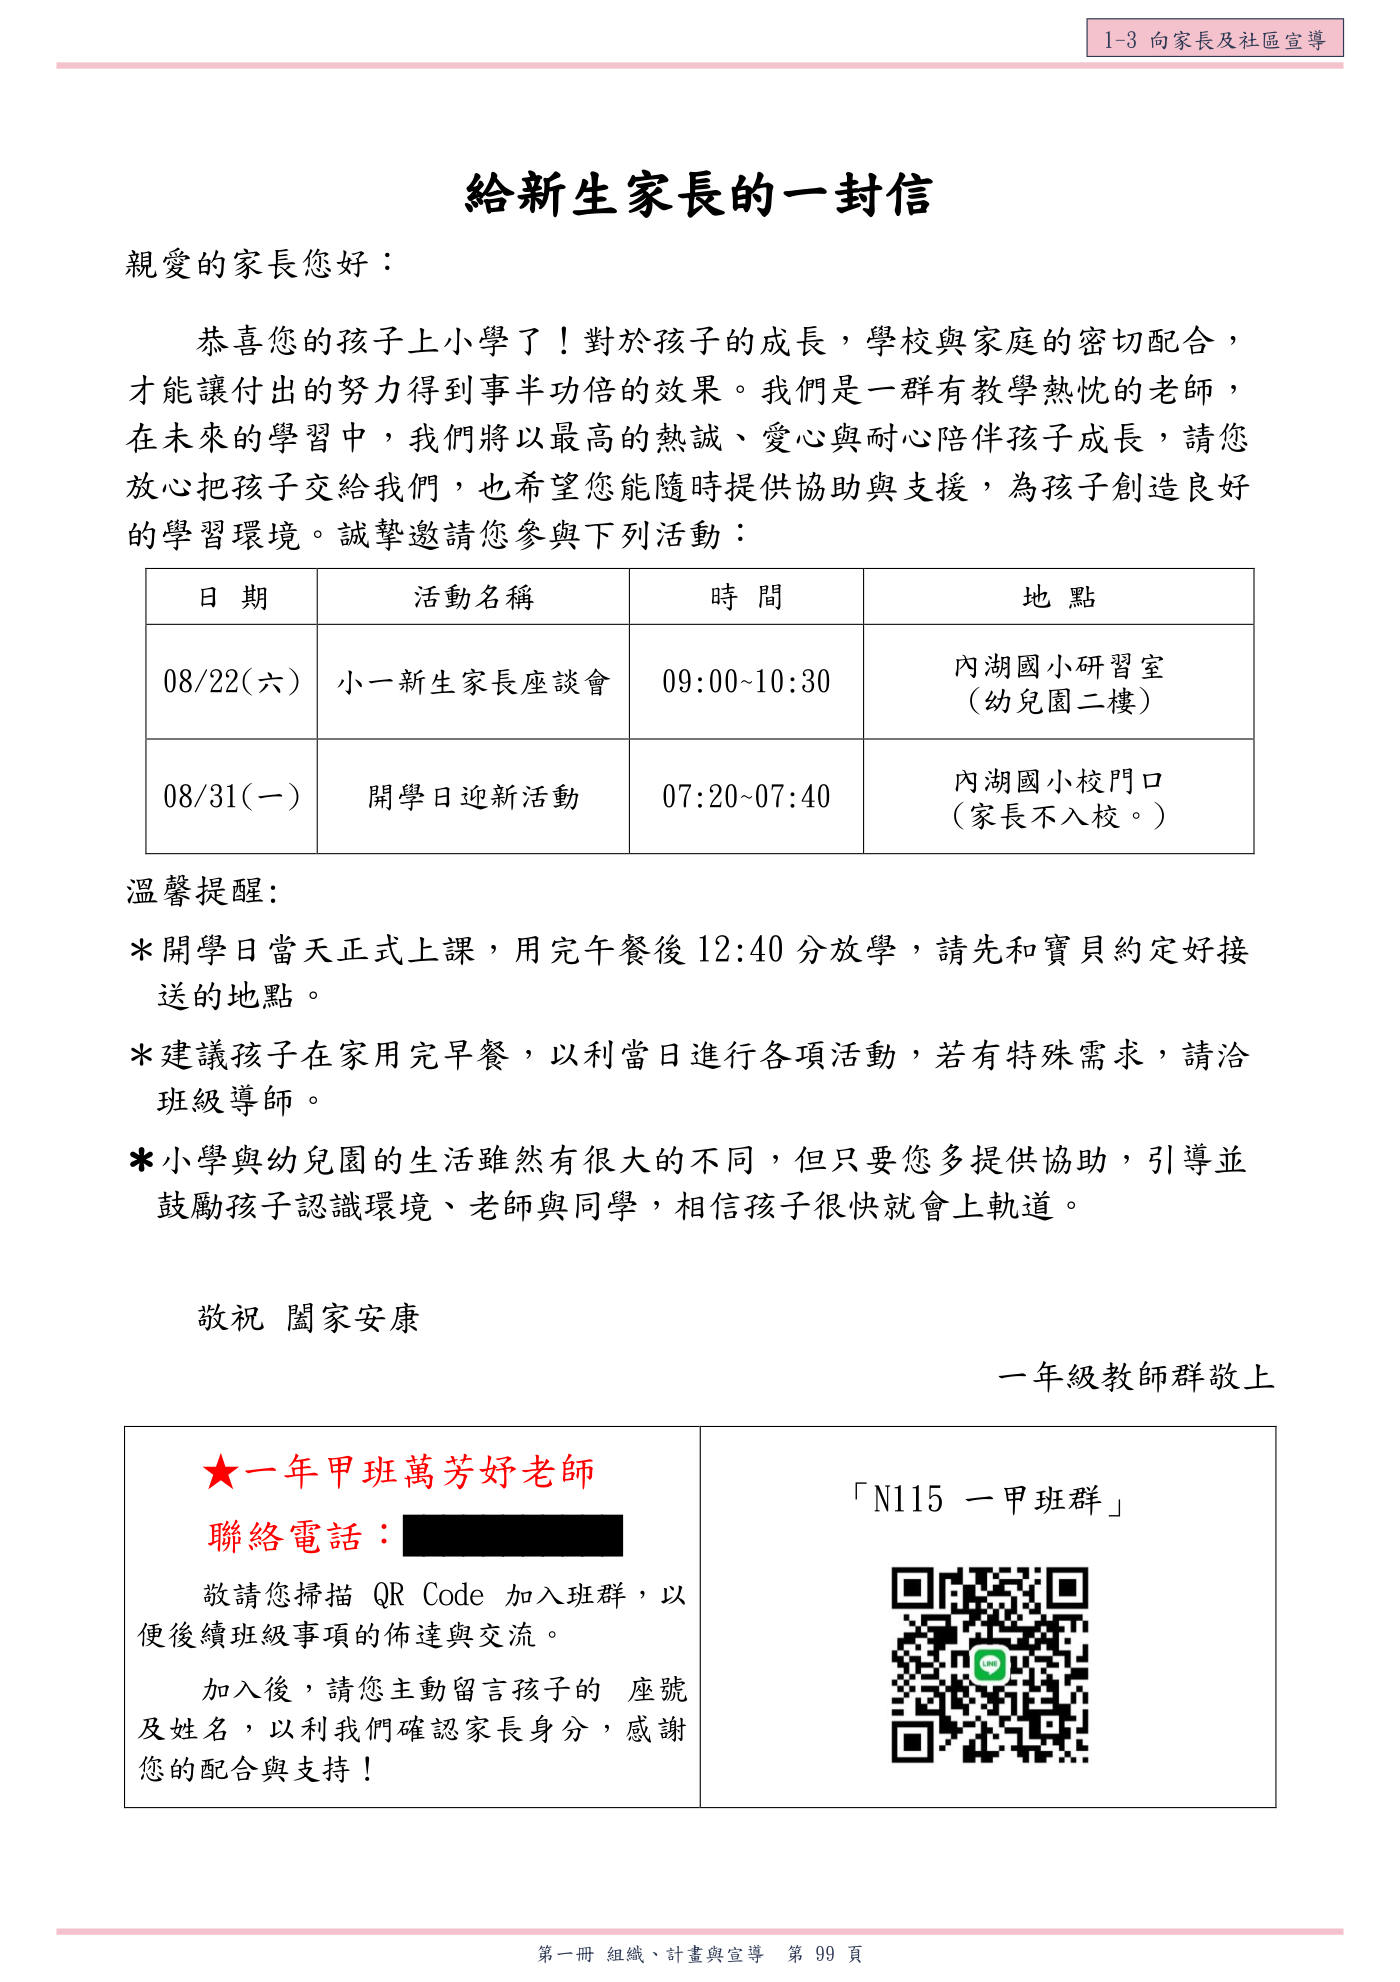 1-3 向家長及社區宣導
給新生家長的一封信
親愛的家長您好：
恭喜您的孩子上小學了！對於孩子的成長，學校與家庭的密切配合，
才能讓付出的努力得到事半功倍的效果。我們是一群有教學熱忱的老師，
在未來的學習中，我們將以最高的熱誠、愛心與耐心陪伴孩子成長，請您
放心把孩子交給我們，也希望您能隨時提供協助與支援，為孩子創造良好
的學習環境。誠摯邀請您參與下列活動：
日 期 活動名稱 時 間 地 點
08/22(六) 小一新生家長座談會 09:00~10:30 內湖國小研習室
（幼兒園二樓）
08/31(一) 開學日迎新活動 07:20~07:40 內湖國小校門口
（家長不入校。）
溫馨提醒:
＊開學日當天正式上課，用完午餐後 12:40 分放學，請先和寶貝約定好接
送的地點。
＊建議孩子在家用完早餐，以利當日進行各項活動，若有特殊需求，請洽
班級導師。
＊小學與幼兒園的生活雖然有很大的不同，但只要您多提供協助，引導並
鼓勵孩子認識環境、老師與同學，相信孩子很快就會上軌道。
敬祝 闔家安康
一年級教師群敬上
★一年甲班萬芳妤老師
聯絡電話：
敬請您掃描 QR Code 加入班群，以
便後續班級事項的佈達與交流。
加入後，請您主動留言孩子的 座號
及姓名，以利我們確認家長身分，感謝
您的配合與支持！
「N115 一甲班群」
LINE
第一冊 組織、計畫與宣導 第 99 頁